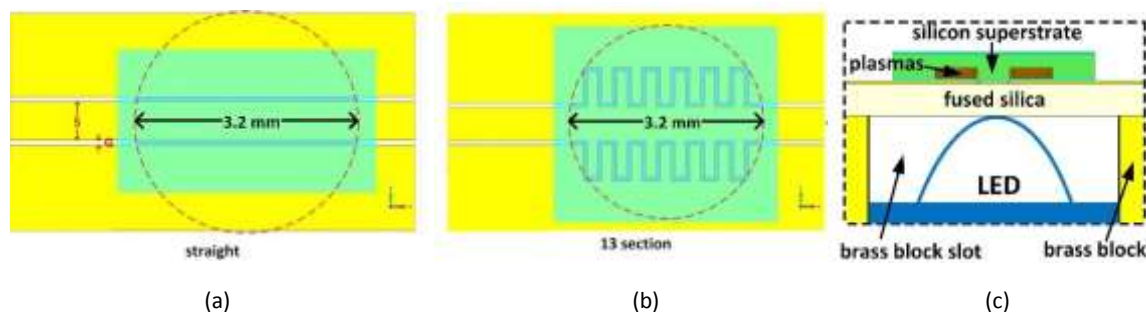 S
G
3.2 mm
straight
(a)
3.2 mm
13 section
(b)
silicon superstrate
plasmas
fused silica
LED
brass block slot
brass block
(c)